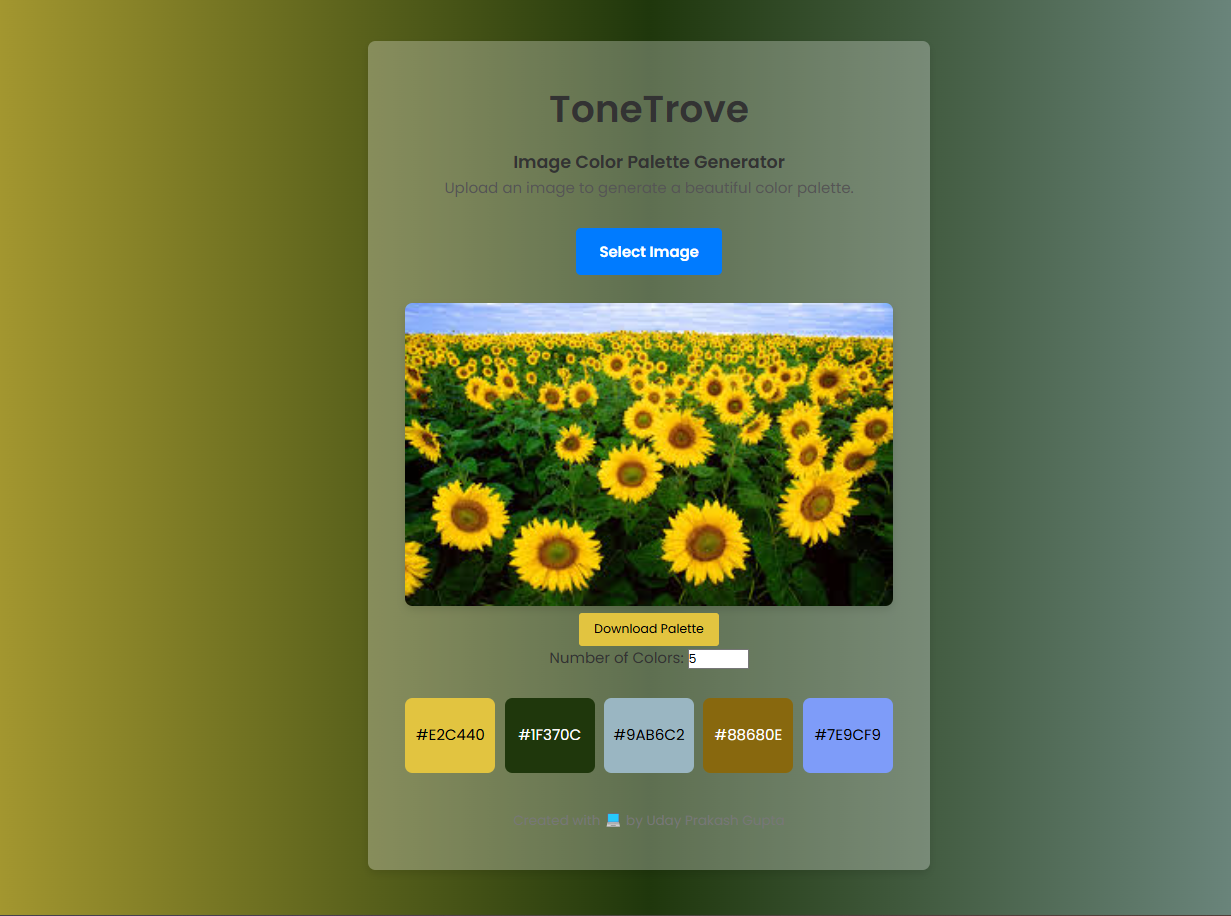 ToneTrove
Image Color Palette Generator
Upload an image to generate a beautiful color palette.
Select Image
Download Palette
Number of Colors: 5
#E2C440 #1F370C #9AB6C2 #88680E #7E9CF9
Created with 💻 by Uday Prakash Gupta